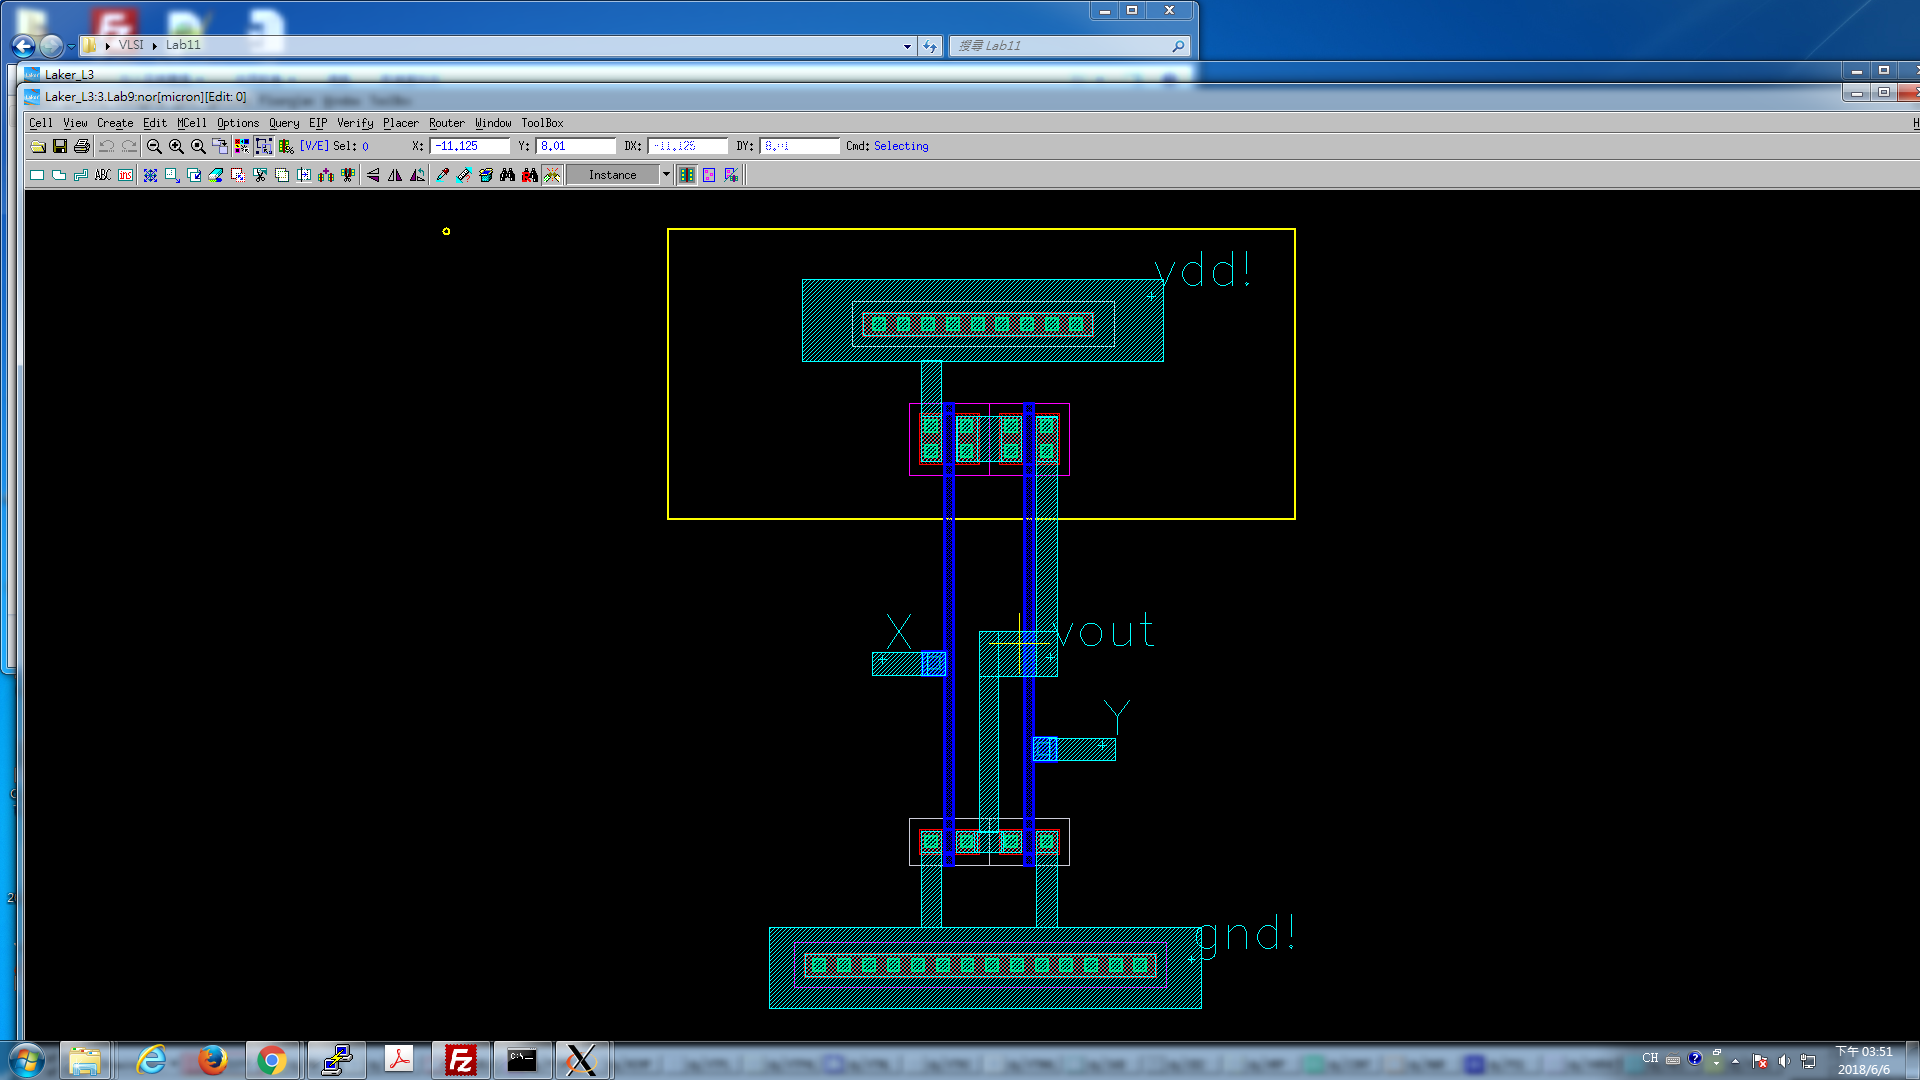 VLSI Lab11
搜尋 Lab11
Laker_L3
Laker_L3:3.Lab9:nor[micron][Edit: 0]
Cell View Create Edit MCell Options Query EIP Verify Placer Router Window ToolBox H
[V/E] Sel: 0 X: -11.125 Y: 8.01 DX: -11.125 DY: 8.01 Cmd: Selecting
ABC Instance
vdd!
X
vout
Y
gnd!
CH
下午 03:51
2018/6/6